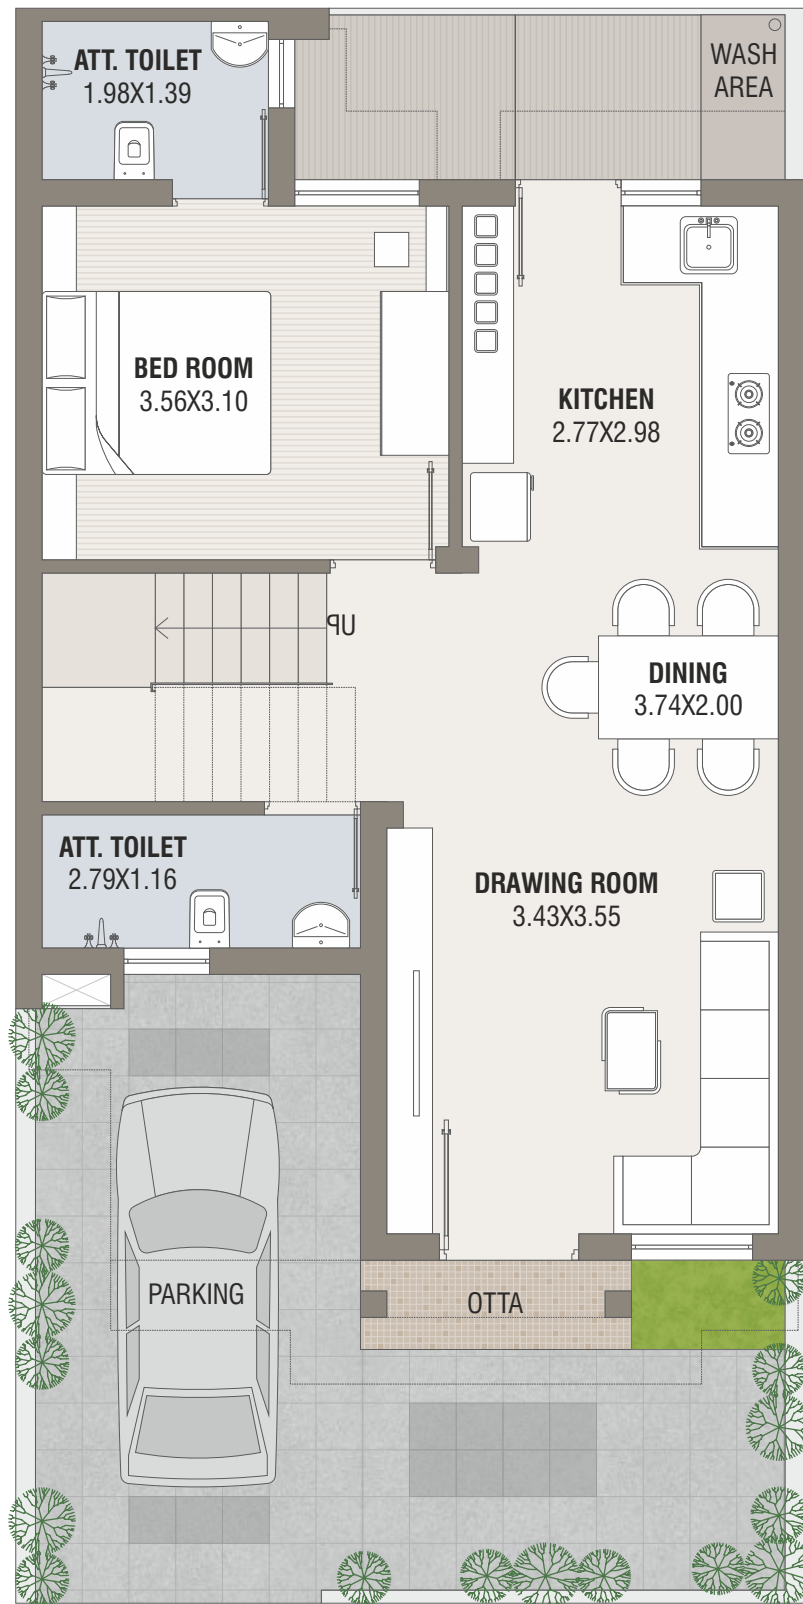 ATT. TOILET
1.98X1.39
WASH
AREA
BED ROOM
3.56X3.10
KITCHEN
2.77X2.98
UP
DINING
3.74X2.00
ATT. TOILET
2.79X1.16
DRAWING ROOM
3.43X3.55
PARKING
OTTA